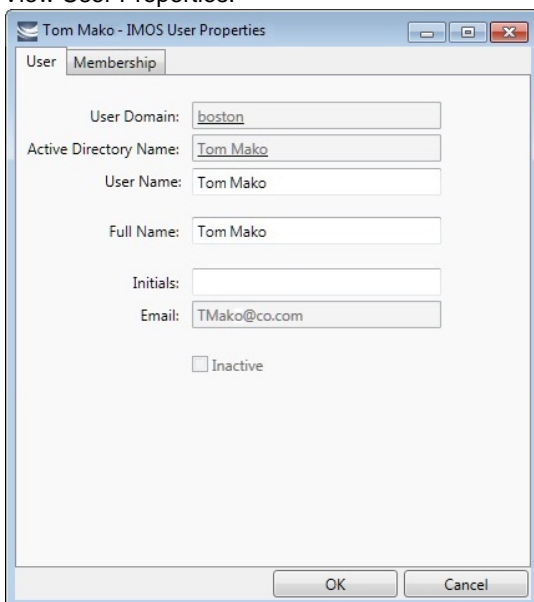 View User Properties.
Tom Mako - IMOS User Properties
User Membership
User Domain: boston
Active Directory Name: Tom Mako
User Name: Tom Mako
Full Name: Tom Mako
Initials:
Email: TMako@co.com
Inactive
OK Cancel